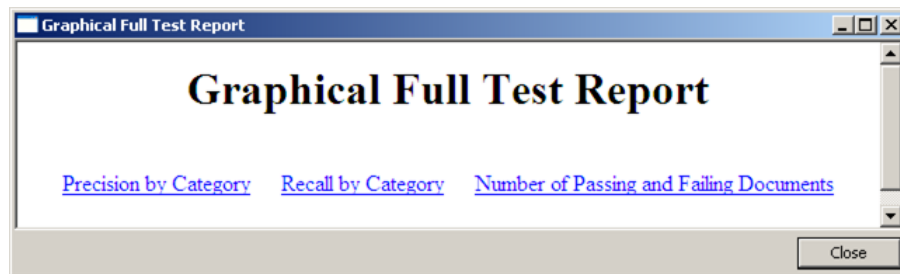 Graphical Full Test Report
Graphical Full Test Report
Precision by Category Recall by Category Number of Passing and Failing Documents
Close